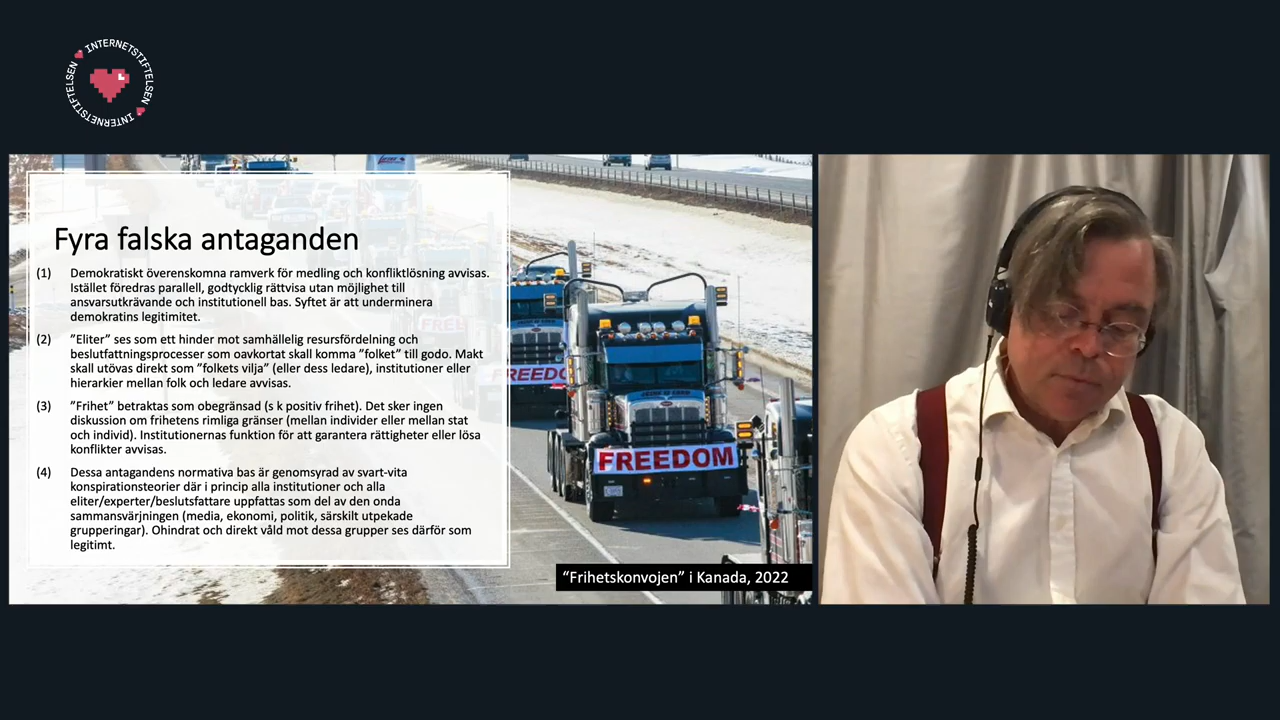 INTERNETSTIFTELSEN
INTERNETSTIFTELSEN
Fyra falska antaganden
(1) Demokratiskt överenskomna ramverk för medling och konfliktlösning avvisas.
Istället föredras parallell, godtycklig rättvisa utan möjlighet till
ansvarsutkrävande och institutionell bas. Syftet är att underminera
demokratins legitimitet.
(2) ”Eliter” ses som ett hinder mot samhällelig resursfördelning och
beslutfattningsprocesser som oavkortat skall komma ”folket” till godo. Makt
skall utövas direkt som ”folkets vilja” (eller dess ledare), institutioner eller
hierarkier mellan folk och ledare avvisas.
(3) ”Frihet” betraktas som obegränsad (s k positiv frihet). Det sker ingen
diskussion om frihetens rimliga gränser (mellan individer eller mellan stat
och individ). Institutionernas funktion för att garantera rättigheter eller lösa
konflikter avvisas.
(4) Dessa antagandens normativa bas är genomsyrad av svart-vita
konspirationsteorier där i princip alla institutioner och alla
eliter/experter/beslutsfattare uppfattas som del av den onda
sammansvärjningen (media, ekonomi, politik, särskilt utpekade
grupperingar). Ohindrat och direkt våld mot dessa grupper ses därför som
legitimt.
FREEDOM
“Frihetskonvojen” i Kanada, 2022